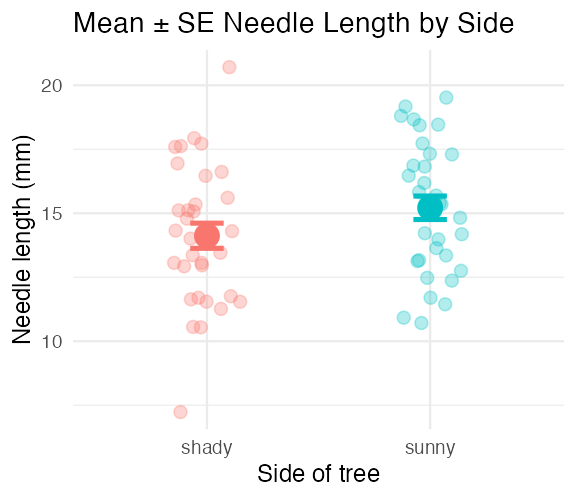 Mean ± SE Needle Length by Side
Needle length (mm)
20
15
10
shady
sunny
Side of tree